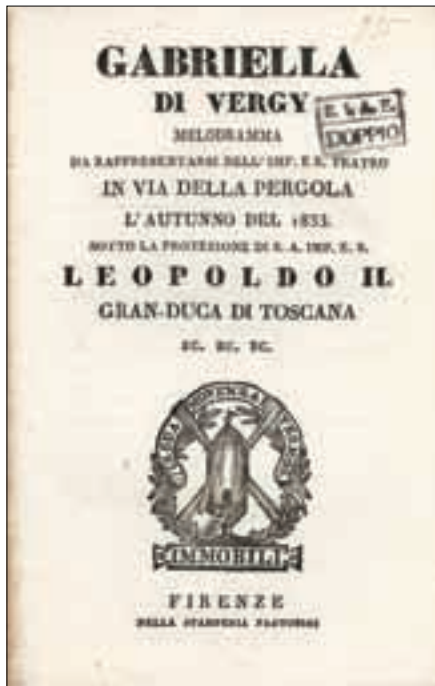 GABRIELLA
DI VERGY
MELODRAMMA
DA RAPPRESENTARSI NELL' IMP. E R. TEATRO
IN VIA DELLA PERGOLA
L'AUTUNNO DEL 1833.
SOTTO LA PROTEZIONE DI S. A. IMP. E. R.
LEOPOLDO II.
GRAN-DUCA DI TOSCANA
EC. EC. EC.
DOPPIO
IMMOBILI
FIRENZE
NELLA STAMPERIA FANTOSINI